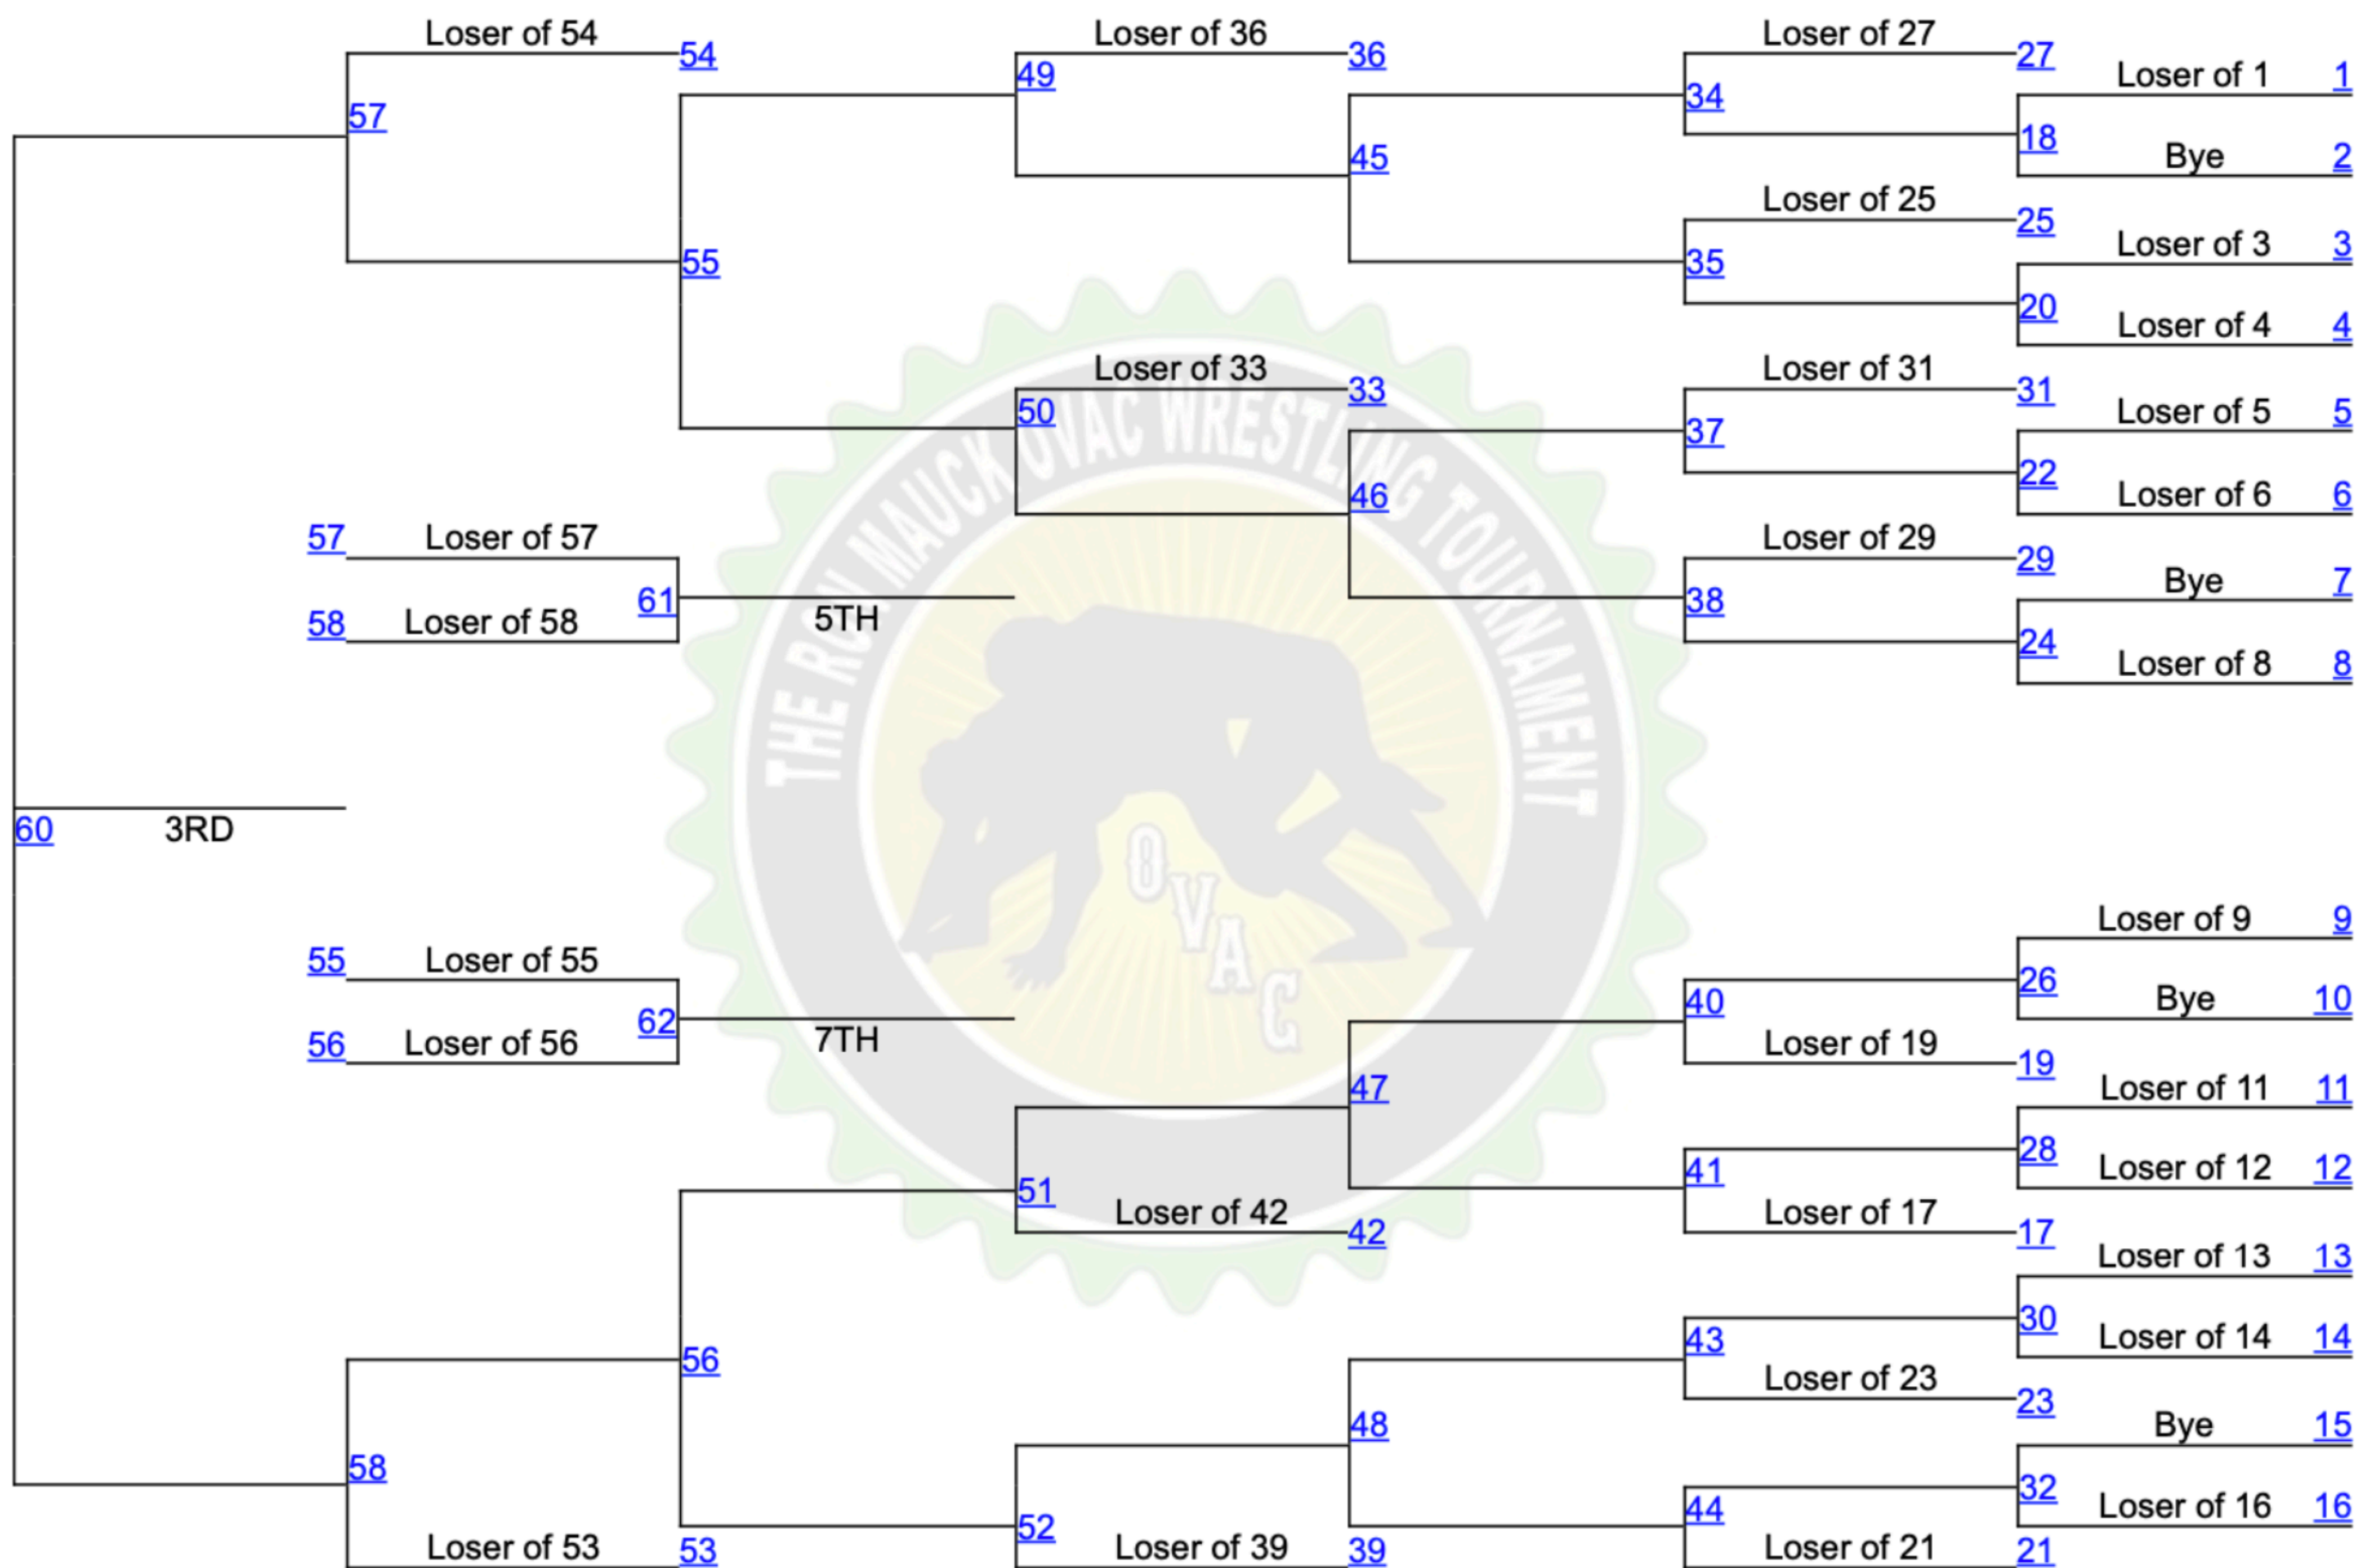 Loser of 54 54 Loser of 36 36 Loser of 27 27
Loser of 1 1
49
34
57
18
45
Bye 2
Loser of 25 25
Loser of 3 3
55
35
20
Loser of 4 4
Loser of 33 33 Loser of 31 31
50
Loser of 5 5
37
22
46
Loser of 6 6
57 Loser of 57 Loser of 29 29
Bye 7
61
5TH
38
58 Loser of 58
24
Loser of 8 8
THE RON MAUCK OVAC WRESTLING TOURNAMENT
OVAC
60 3RD
Loser of 9 9
55 Loser of 55
26
40
Bye 10
62
7TH
56 Loser of 56
Loser of 19 19
47
Loser of 11 11
28
41
Loser of 12 12
51
Loser of 42 42 Loser of 17 17
Loser of 13 13
30
43
Loser of 14 14
56
Loser of 23 23
48
Bye 15
58
32
44
Loser of 16 16
52
Loser of 53 53 Loser of 39 39 Loser of 21 21